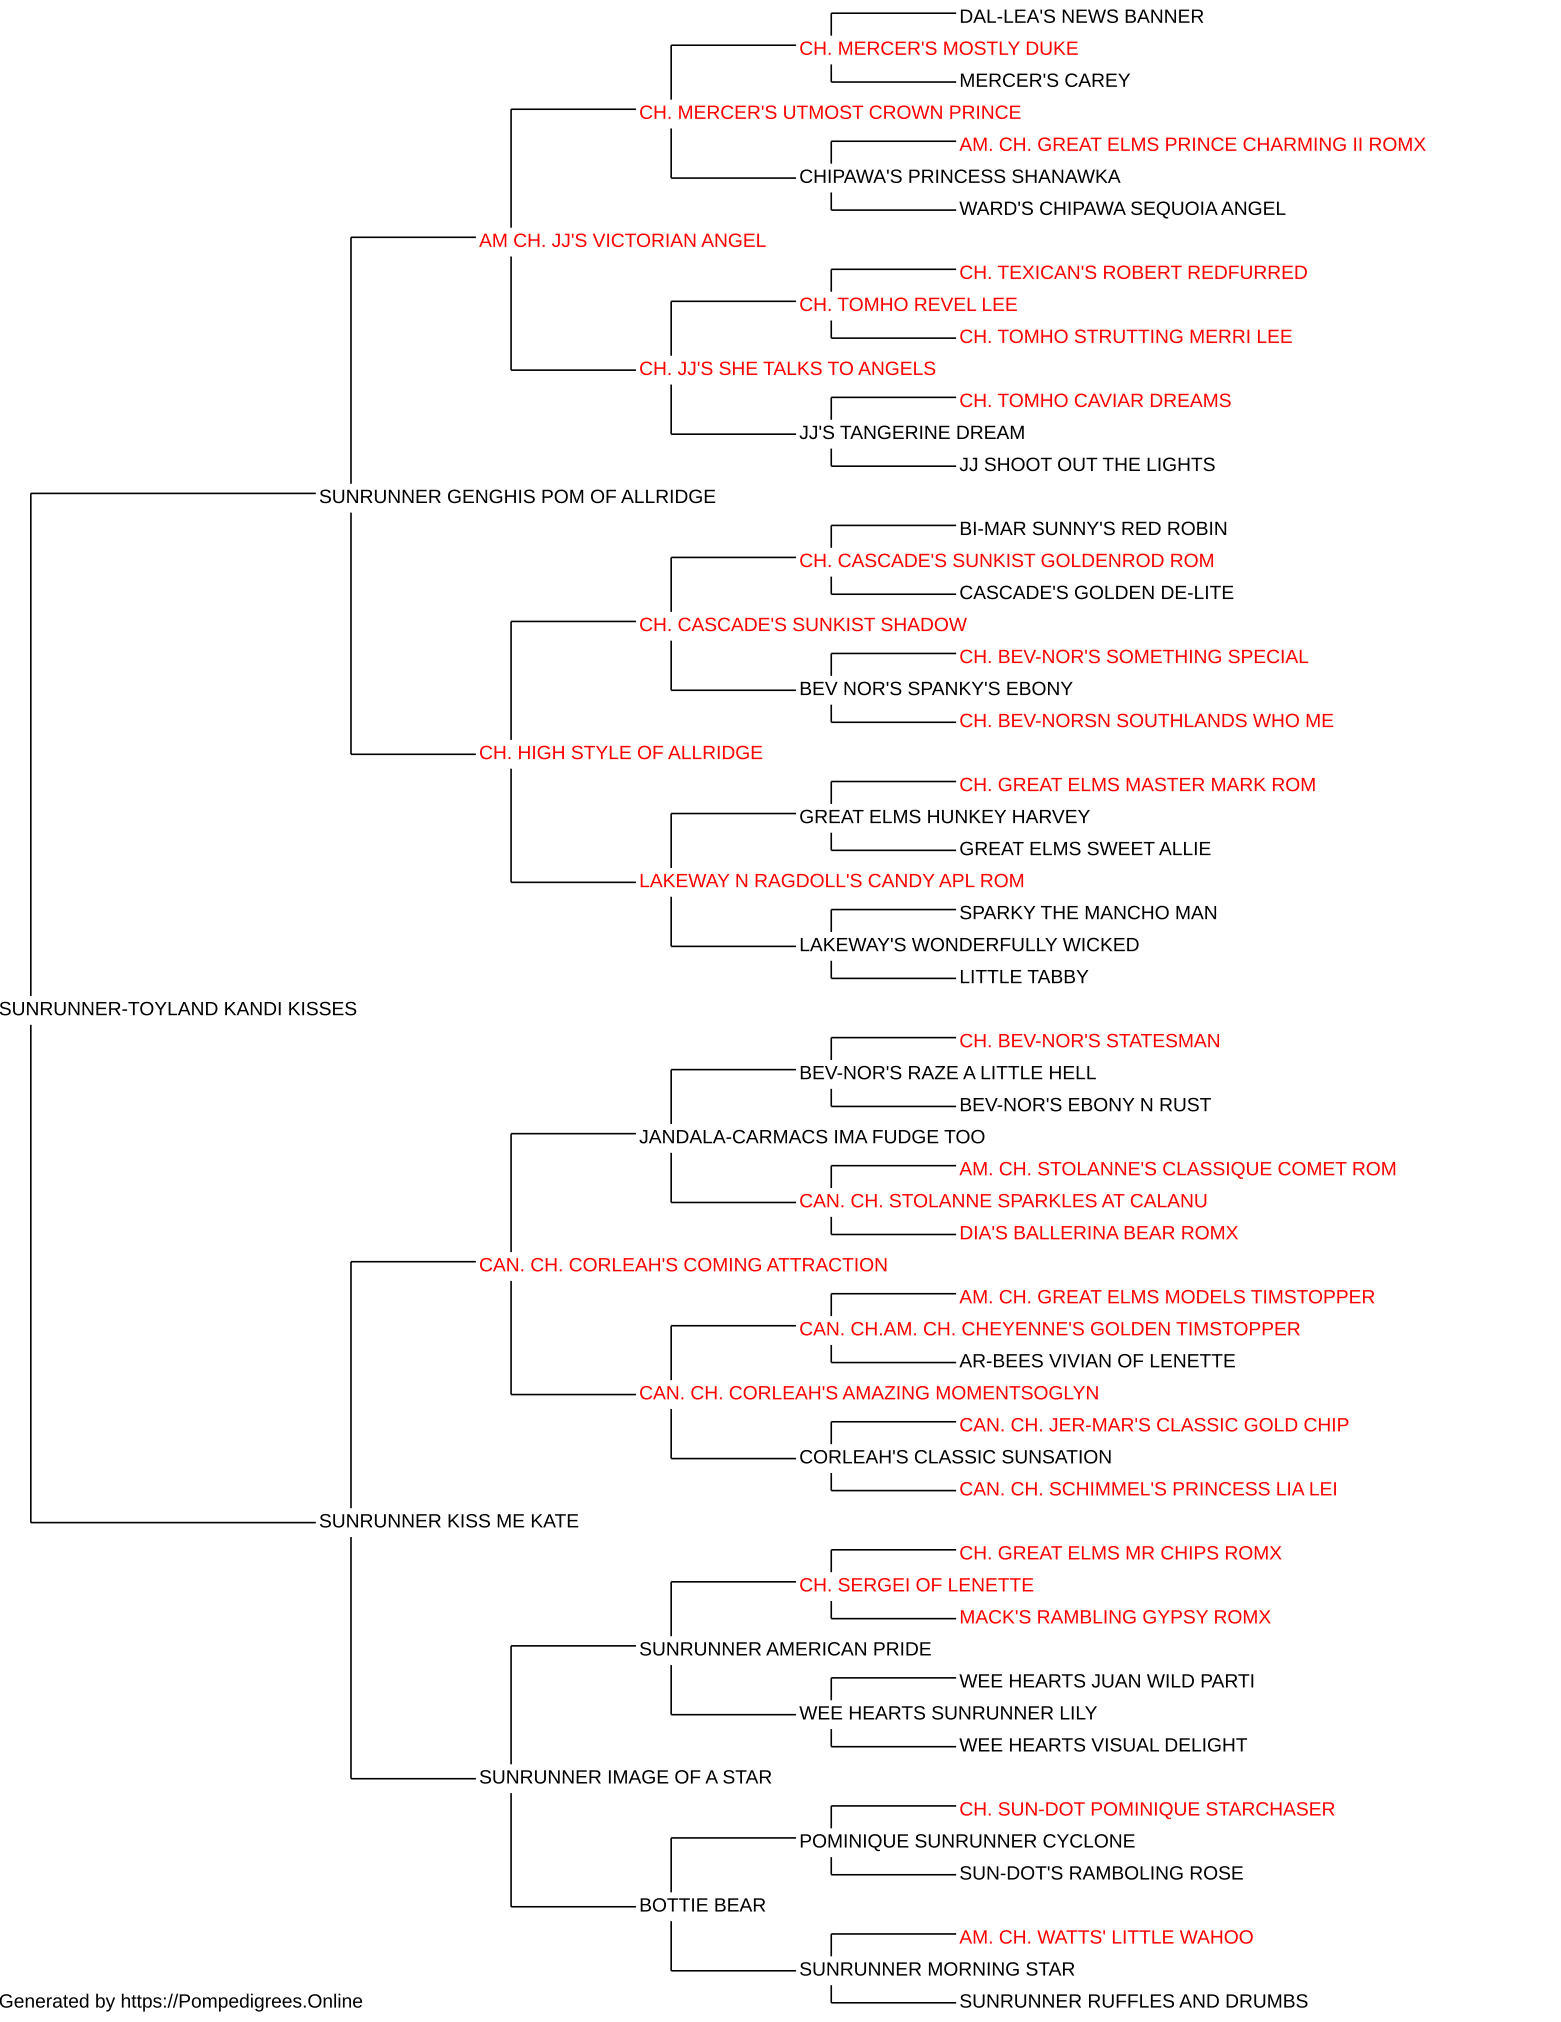 DAL-LEA'S NEWS BANNER
CH. MERCER'S MOSTLY DUKE
MERCER'S CAREY
CH. MERCER'S UTMOST CROWN PRINCE
AM. CH. GREAT ELMS PRINCE CHARMING II ROMX
CHIPAWA'S PRINCESS SHANAWKA
WARD'S CHIPAWA SEQUOIA ANGEL
AM CH. JJ'S VICTORIAN ANGEL
CH. TEXICAN'S ROBERT REDFURRED
CH. TOMHO REVEL LEE
CH. TOMHO STRUTTING MERRI LEE
CH. JJ'S SHE TALKS TO ANGELS
CH. TOMHO CAVIAR DREAMS
JJ'S TANGERINE DREAM
JJ SHOOT OUT THE LIGHTS
SUNRUNNER GENGHIS POM OF ALLRIDGE
BI-MAR SUNNY'S RED ROBIN
CH. CASCADE'S SUNKIST GOLDENROD ROM
CASCADE'S GOLDEN DE-LITE
CH. CASCADE'S SUNKIST SHADOW
CH. BEV-NOR'S SOMETHING SPECIAL
BEV NOR'S SPANKY'S EBONY
CH. BEV-NORSN SOUTHLANDS WHO ME
CH. HIGH STYLE OF ALLRIDGE
CH. GREAT ELMS MASTER MARK ROM
GREAT ELMS HUNKEY HARVEY
GREAT ELMS SWEET ALLIE
LAKEWAY N RAGDOLL'S CANDY APL ROM
SPARKY THE MANCHO MAN
LAKEWAY'S WONDERFULLY WICKED
LITTLE TABBY
SUNRUNNER-TOYLAND KANDI KISSES
CH. BEV-NOR'S STATESMAN
BEV-NOR'S RAZE A LITTLE HELL
BEV-NOR'S EBONY N RUST
JANDALA-CARMACS IMA FUDGE TOO
AM. CH. STOLANNE'S CLASSIQUE COMET ROM
CAN. CH. STOLANNE SPARKLES AT CALANU
DIA'S BALLERINA BEAR ROMX
CAN. CH. CORLEAH'S COMING ATTRACTION
AM. CH. GREAT ELMS MODELS TIMSTOPPER
CAN. CH.AM. CH. CHEYENNE'S GOLDEN TIMSTOPPER
AR-BEES VIVIAN OF LENETTE
CAN. CH. CORLEAH'S AMAZING MOMENTSOGLYN
CAN. CH. JER-MAR'S CLASSIC GOLD CHIP
CORLEAH'S CLASSIC SUNSATION
CAN. CH. SCHIMMEL'S PRINCESS LIA LEI
SUNRUNNER KISS ME KATE
CH. GREAT ELMS MR CHIPS ROMX
CH. SERGEI OF LENETTE
MACK'S RAMBLING GYPSY ROMX
SUNRUNNER AMERICAN PRIDE
WEE HEARTS JUAN WILD PARTI
WEE HEARTS SUNRUNNER LILY
WEE HEARTS VISUAL DELIGHT
SUNRUNNER IMAGE OF A STAR
CH. SUN-DOT POMINIQUE STARCHASER
POMINIQUE SUNRUNNER CYCLONE
SUN-DOT'S RAMBOLING ROSE
BOTTIE BEAR
AM. CH. WATTS' LITTLE WAHOO
SUNRUNNER MORNING STAR
SUNRUNNER RUFFLES AND DRUMBS
Generated by https://Pompedigrees.Online